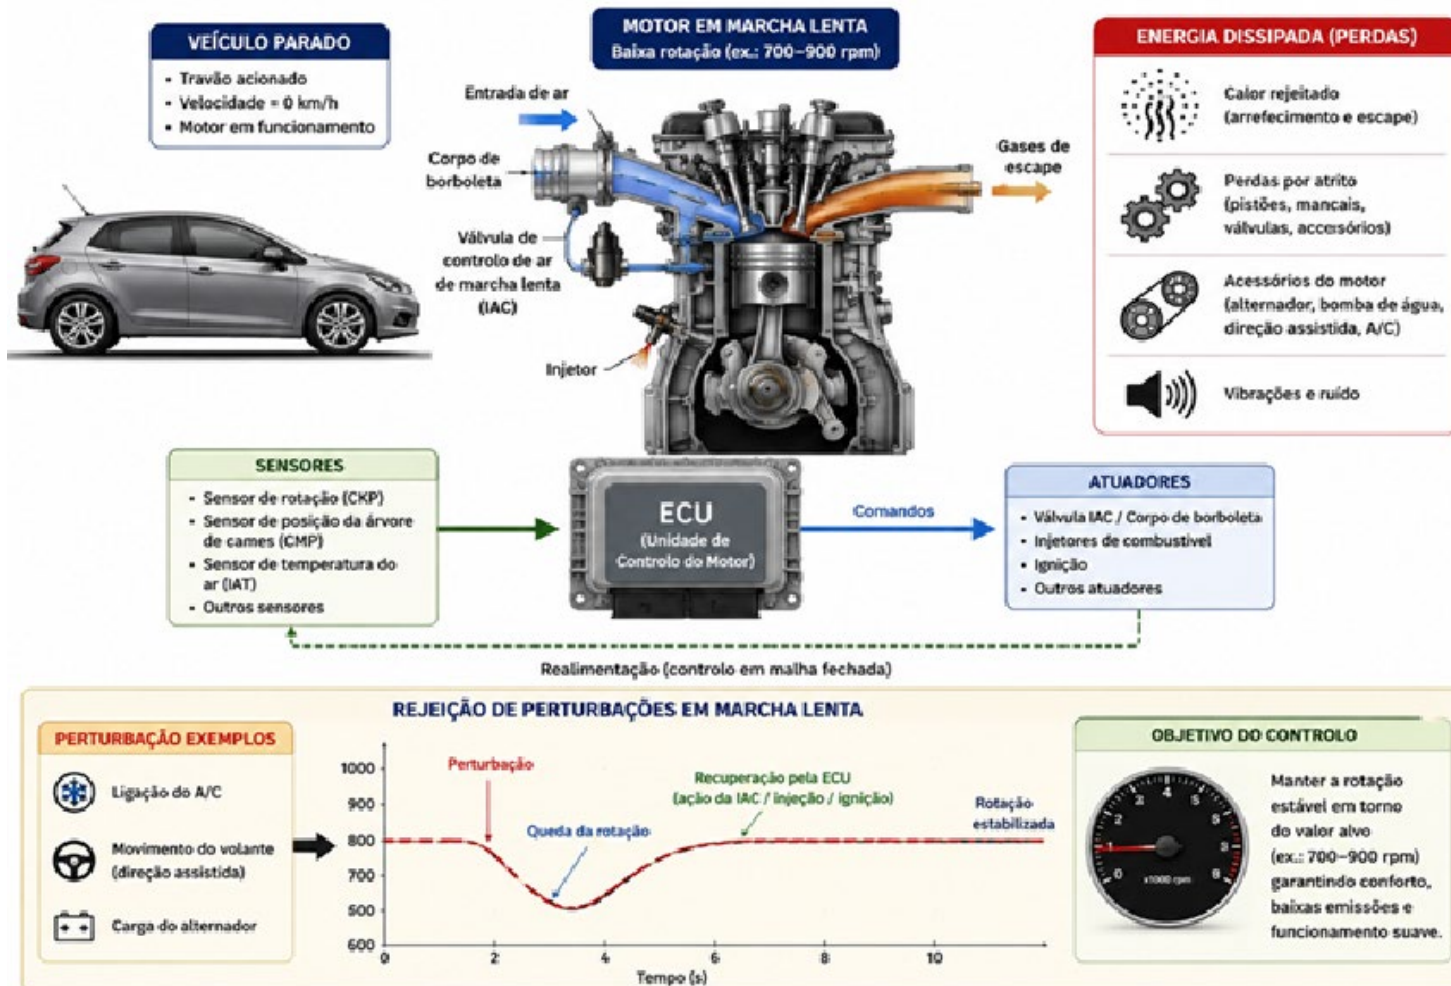 VEÍCULO PARADO
• Travão acionado
• Velocidade = 0 km/h
• Motor em funcionamento
MOTOR EM MARCHA LENTA
Baixa rotação (ex.: 700–900 rpm)
Entrada de ar
Corpo de
borboleta
Válvula de
controlo de ar
de marcha lenta
(IAC)
Injetor
Gases de
escape
ENERGIA DISSIPADA (PERDAS)
Calor rejeitado
(arrefecimento e escape)
Perdas por atrito
(pistões, mancais,
válvulas, accesórios)
Acessórios do motor
(alternador, bomba de água,
direção assistida, A/C)
Vibrações e ruído
SENSORES
• Sensor de rotação (CKP)
• Sensor de posição da árvore
de cames (CMP)
• Sensor de temperatura do
ar (IAT)
• Outros sensores
ECU
(Unidade de
Controlo do Motor)
Comandos
ATUADORES
• Válvula IAC / Corpo de borboleta
• Injetores de combustível
• Ignição
• Outros atuadores
Realimentação (controlo em malha fechada)
REJEIÇÃO DE PERTURBAÇÕES EM MARCHA LENTA
PERTURBAÇÃO EXEMPLOS
Ligação do A/C
Movimento do volante
(direção assistida)
Carga do alternador
1000
900
800
700
500
600
0
2
4
6
8
10
Tempo (s)
Perturbação
Queda da rotação
Recuperação pela ECU
(ação da IAC / injeção / ignição)
Rotação
estabilizada
OBJETIVO DO CONTROLO
0
1
2
3
4
5
x1000 rpm
Manter a rotação
estável em torno
do valor alvo
(ex.: 700–900 rpm)
garantindo conforto,
baixas emissões e
funcionamento suave.